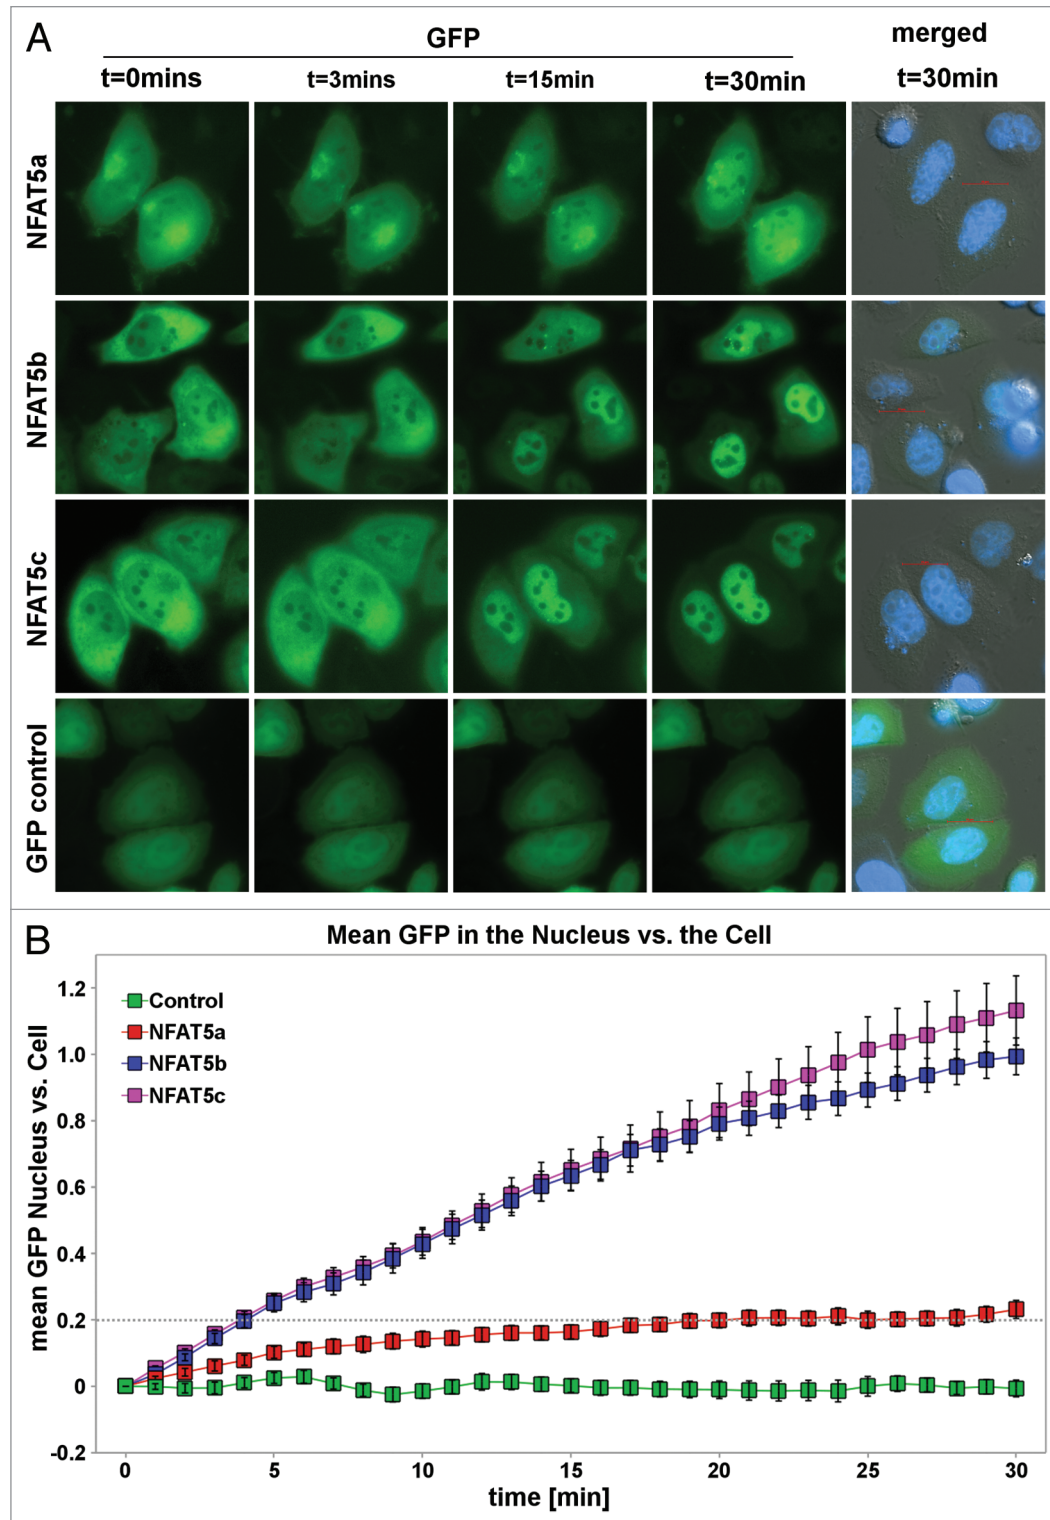 A
GFP
merged
t=0mins
t=3mins
t=15min
t=30min
t=30min
NFAT5a
NFAT5b
NFAT5c
GFP control
B
Mean GFP in the Nucleus vs. the Cell
mean GFP Nucleus vs. Cell
1.2
1.0
0.8
0.6
0.4
0.2
0
-0.2
Control
NFAT5a
NFAT5b
NFAT5c
0
5
10
15
20
25
30
time [min]